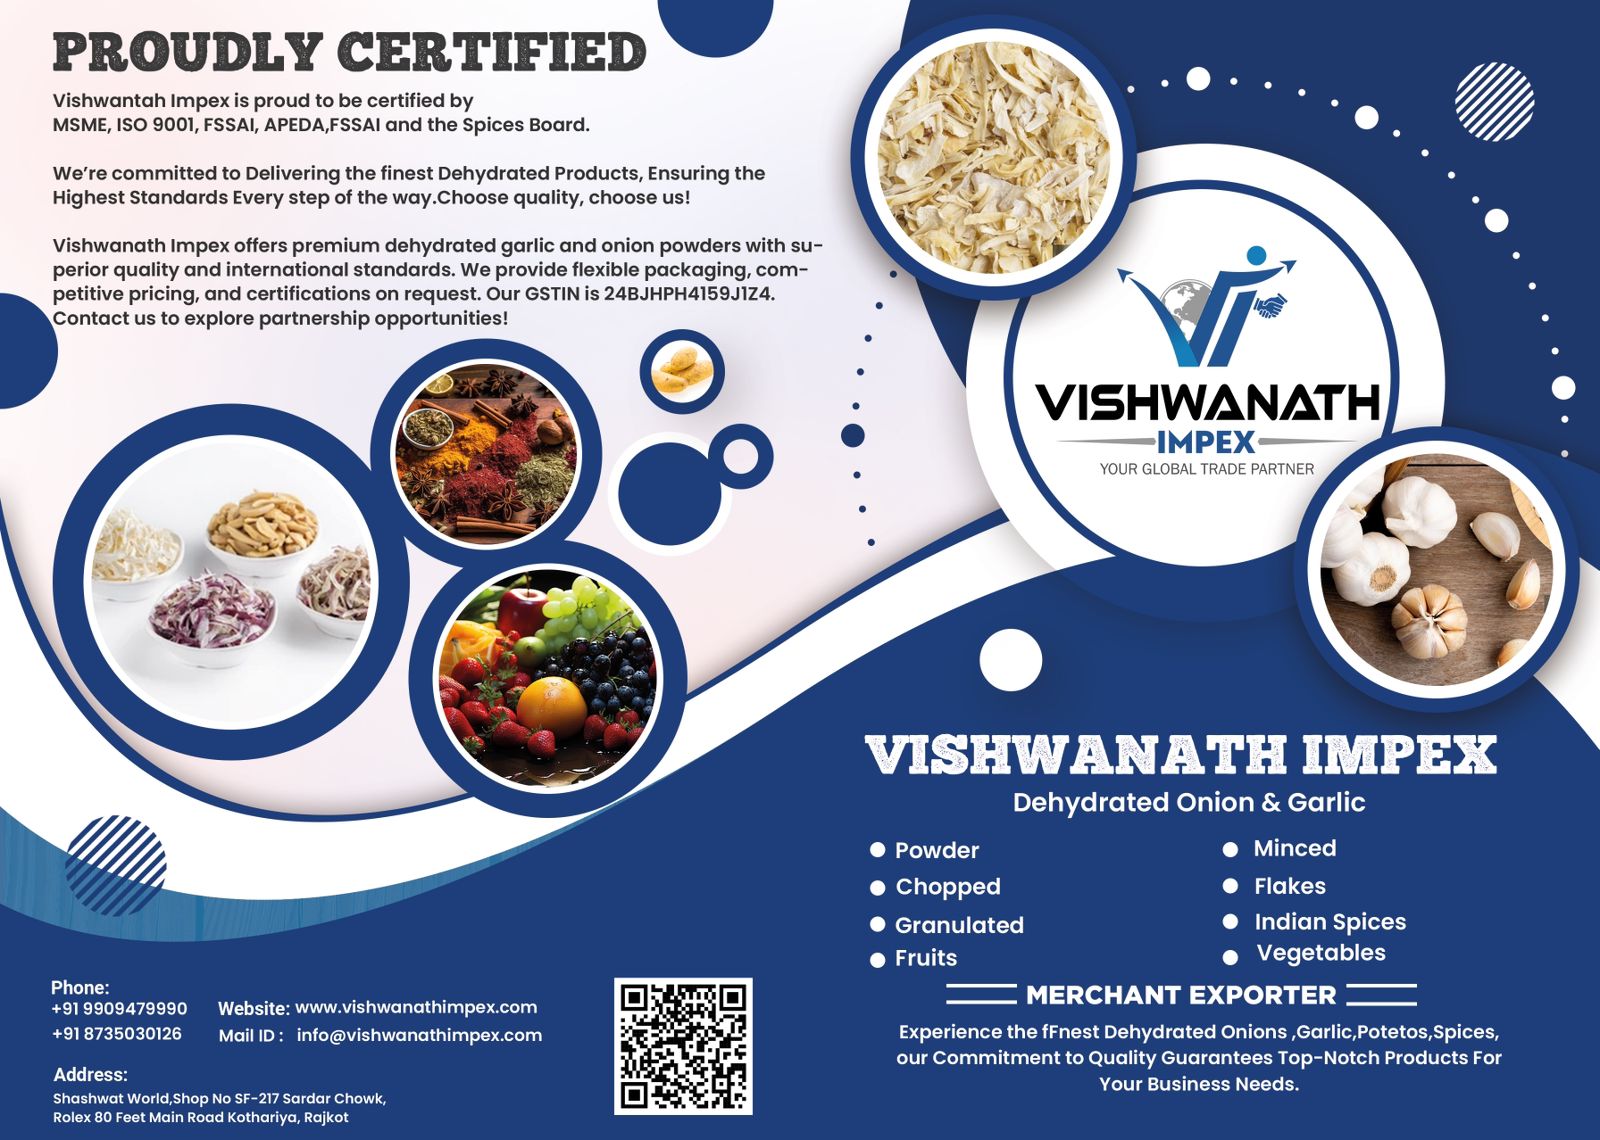 PROUDLY CERTIFIED
Vishwantah Impex is proud to be certified by
MSME, ISO 9001, FSSAI, APEDA,FSSAI and the Spices Board.
We're committed to Delivering the finest Dehydrated Products, Ensuring the
Highest Standards Every step of the way.Choose quality, choose us!
Vishwanath Impex offers premium dehydrated garlic and onion powders with su-
perior quality and international standards. We provide flexible packaging, com-
petitive pricing, and certifications on request. Our GSTIN is 24BJHPH4159J1Z4.
Contact us to explore partnership opportunities!
Phone:
+91 9909479990
+91 8735030126
Website: www.vishwanathimpex.com
Mail ID : info@vishwanathimpex.com
Address:
Shashwat World,Shop No SF-217 Sardar Chowk,
Rolex 80 Feet Main Road Kothariya, Rajkot
VISHWANATH
IMPEX
YOUR GLOBAL TRADE PARTNER
VISHWANATH IMPEX
Dehydrated Onion & Garlic
Powder
Chopped
Granulated
Fruits
Minced
Flakes
Indian Spices
Vegetables
MERCHANT EXPORTER
Experience the fFnest Dehydrated Onions ,Garlic,Potetos,Spices,
our Commitment to Quality Guarantees Top-Notch Products For
Your Business Needs.